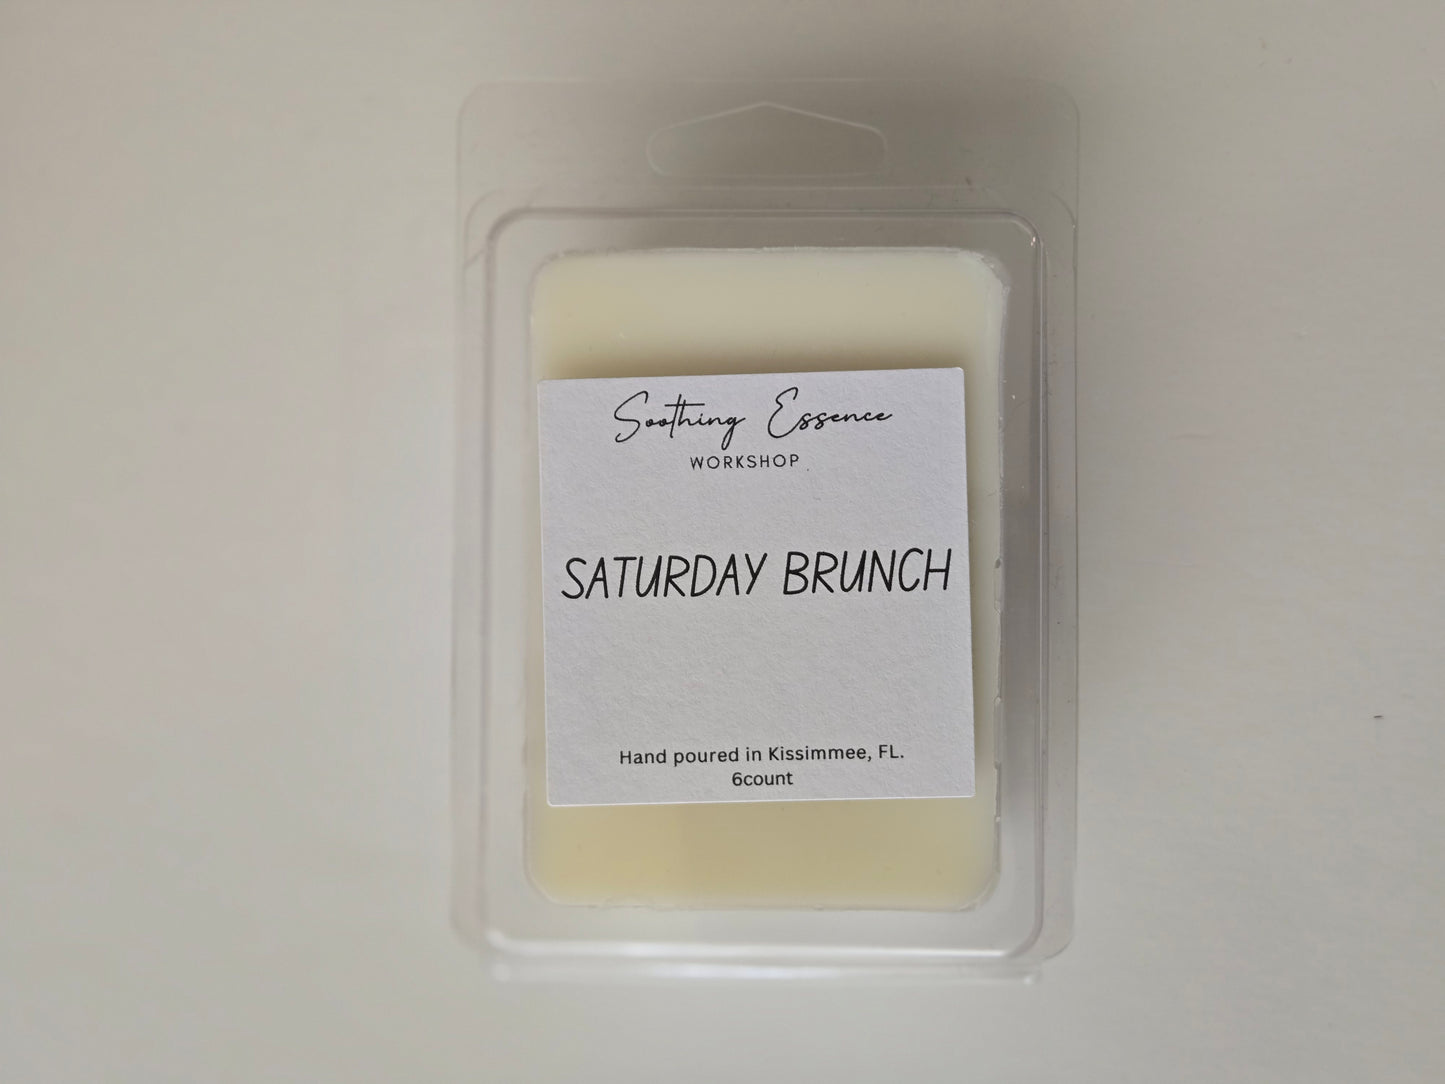 Soothing Essence
WORKSHOP
SATURDAY BRUNCH
Hand poured in Kissimmee, FL.
6count